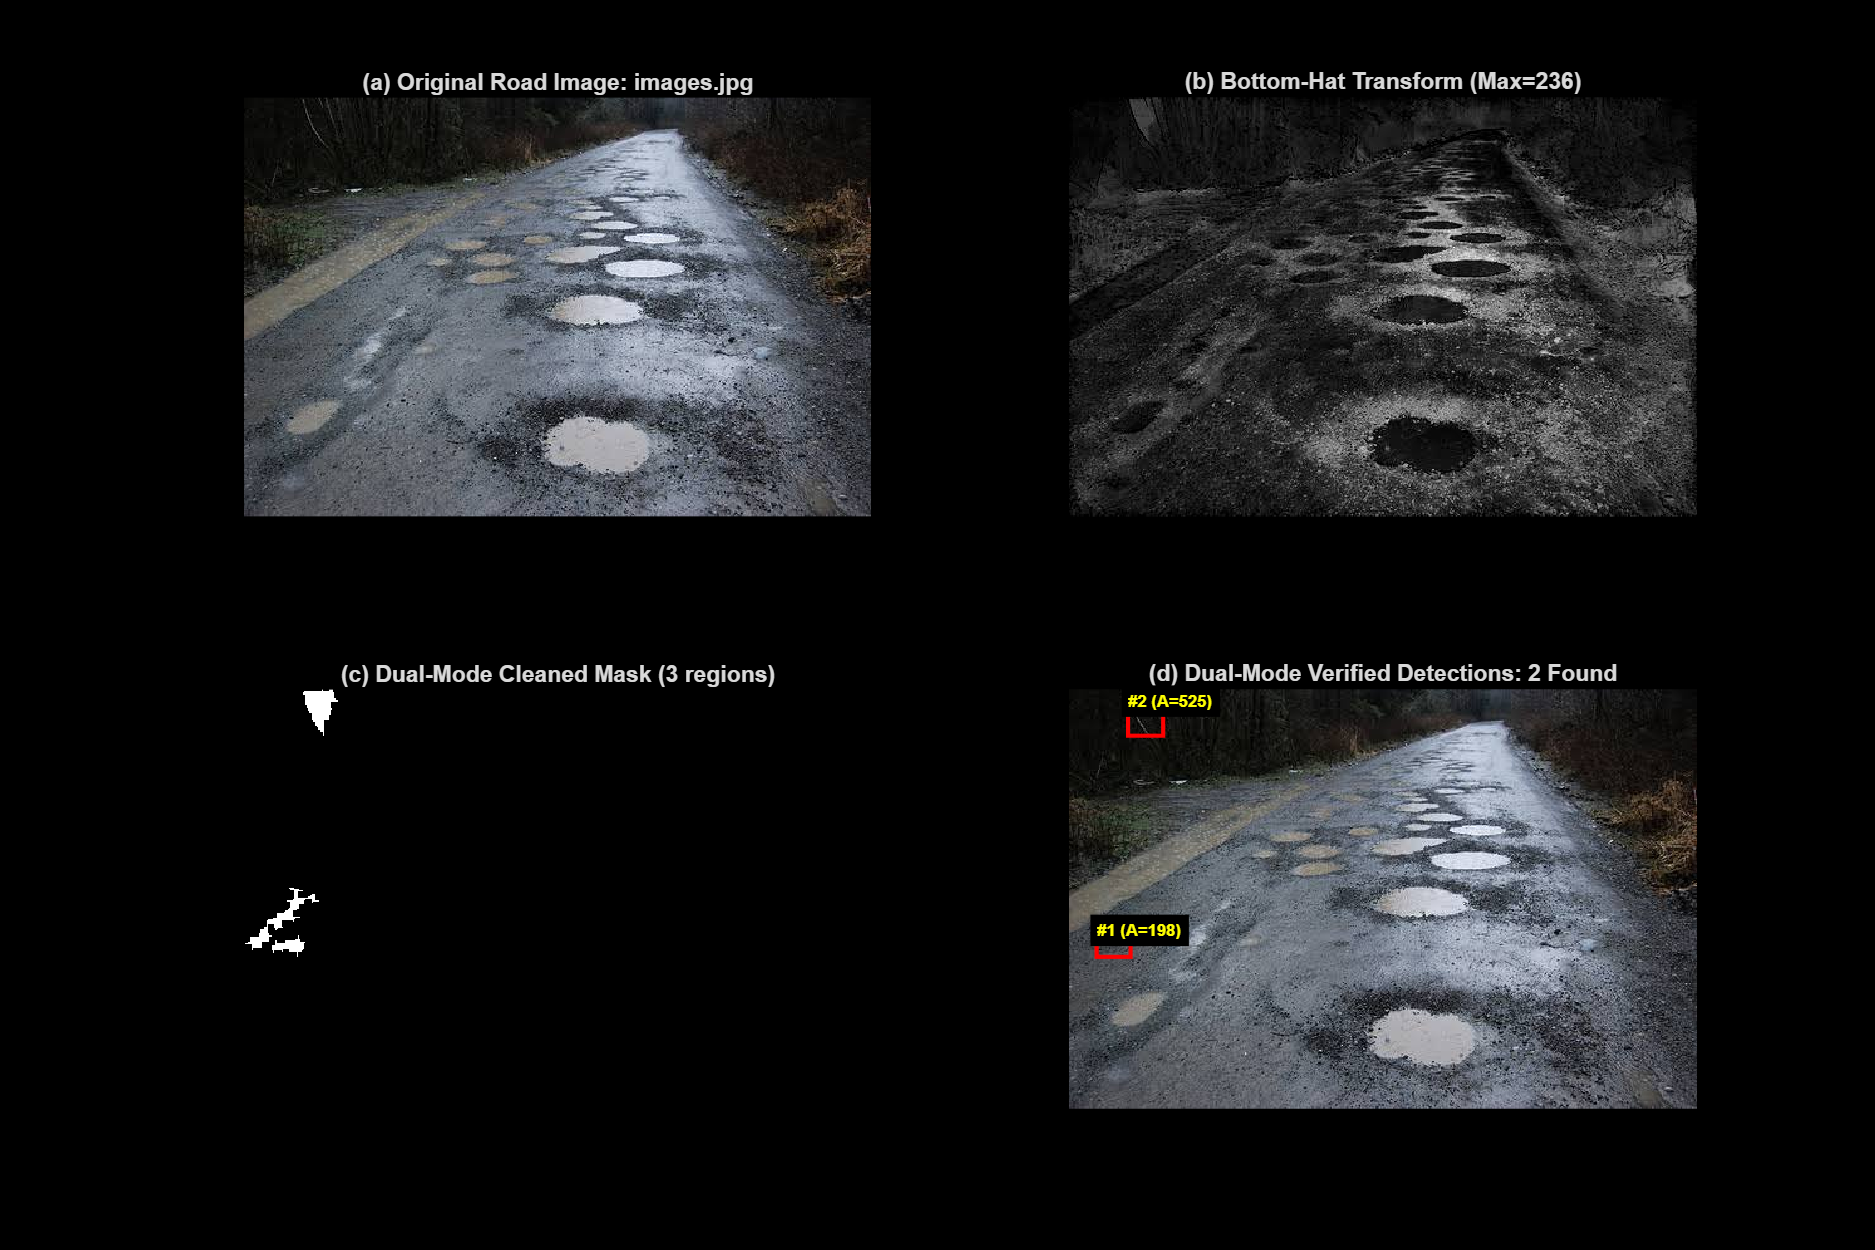 (a) Original Road Image: images.jpg
(b) Bottom-Hat Transform (Max=236)
(c) Dual-Mode Cleaned Mask (3 regions)
(d) Dual-Mode Verified Detections: 2 Found
#2 (A=525)
#1 (A=198)